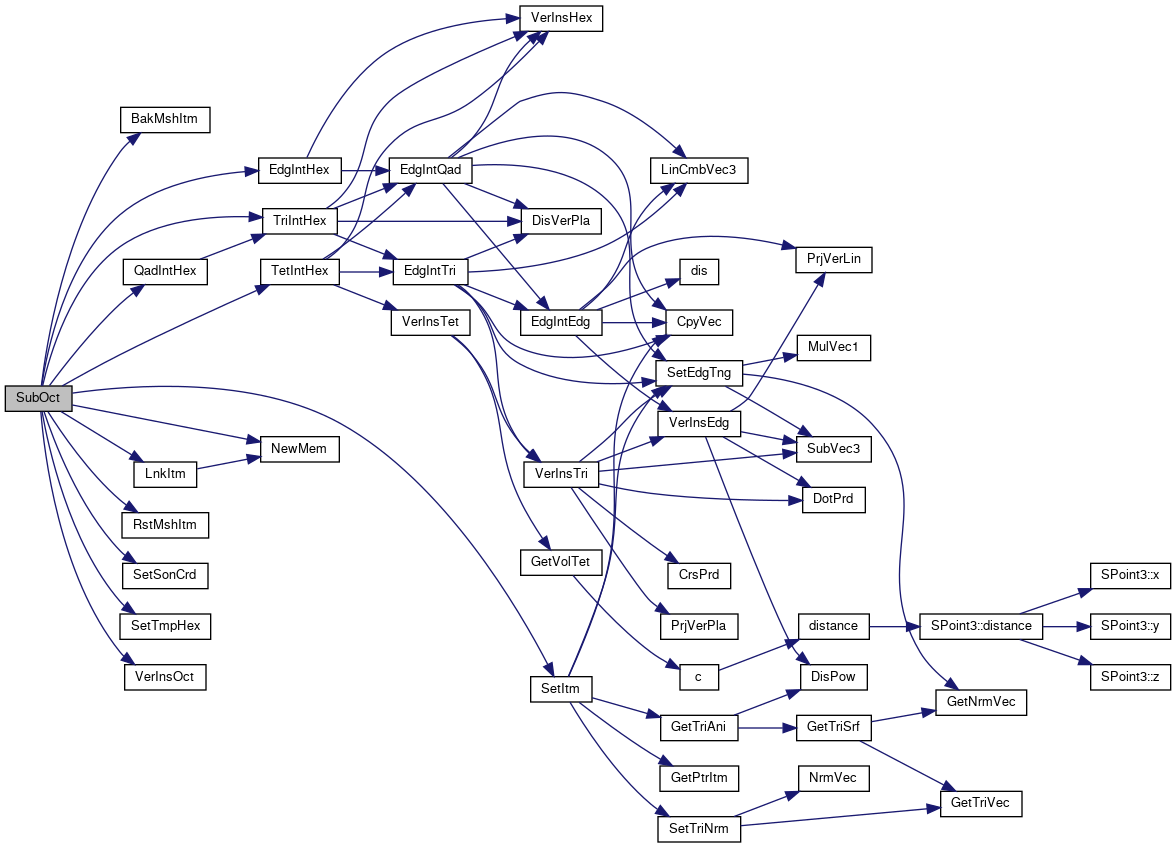 VerInsHex
BakMshItm
EdgIntHex
EdgIntQad
LinCmbVec3
TriIntHex
DisVerPla
PrjVerLin
QadIntHex
TetIntHex
EdgIntTri
dis
VerInsTet
EdgIntEdg
CpyVec
MulVec1
SetEdgTng
SubOct
VerInsEdg
NewMem
SubVec3
LnkItm
VerInsTri
DotPrd
RstMshItm
GetVolTet
SetSonCrd
CrsPrd
SPoint3::x
SetTmpHex
PrjVerPla
distance
SPoint3::distance
SPoint3::y
VerInsOct
SetItm
c
DisPow
SPoint3::z
GetNrmVec
GetTriAni
GetTriSrf
GetPtrItm
NrmVec
GetTriVec
SetTriNrm